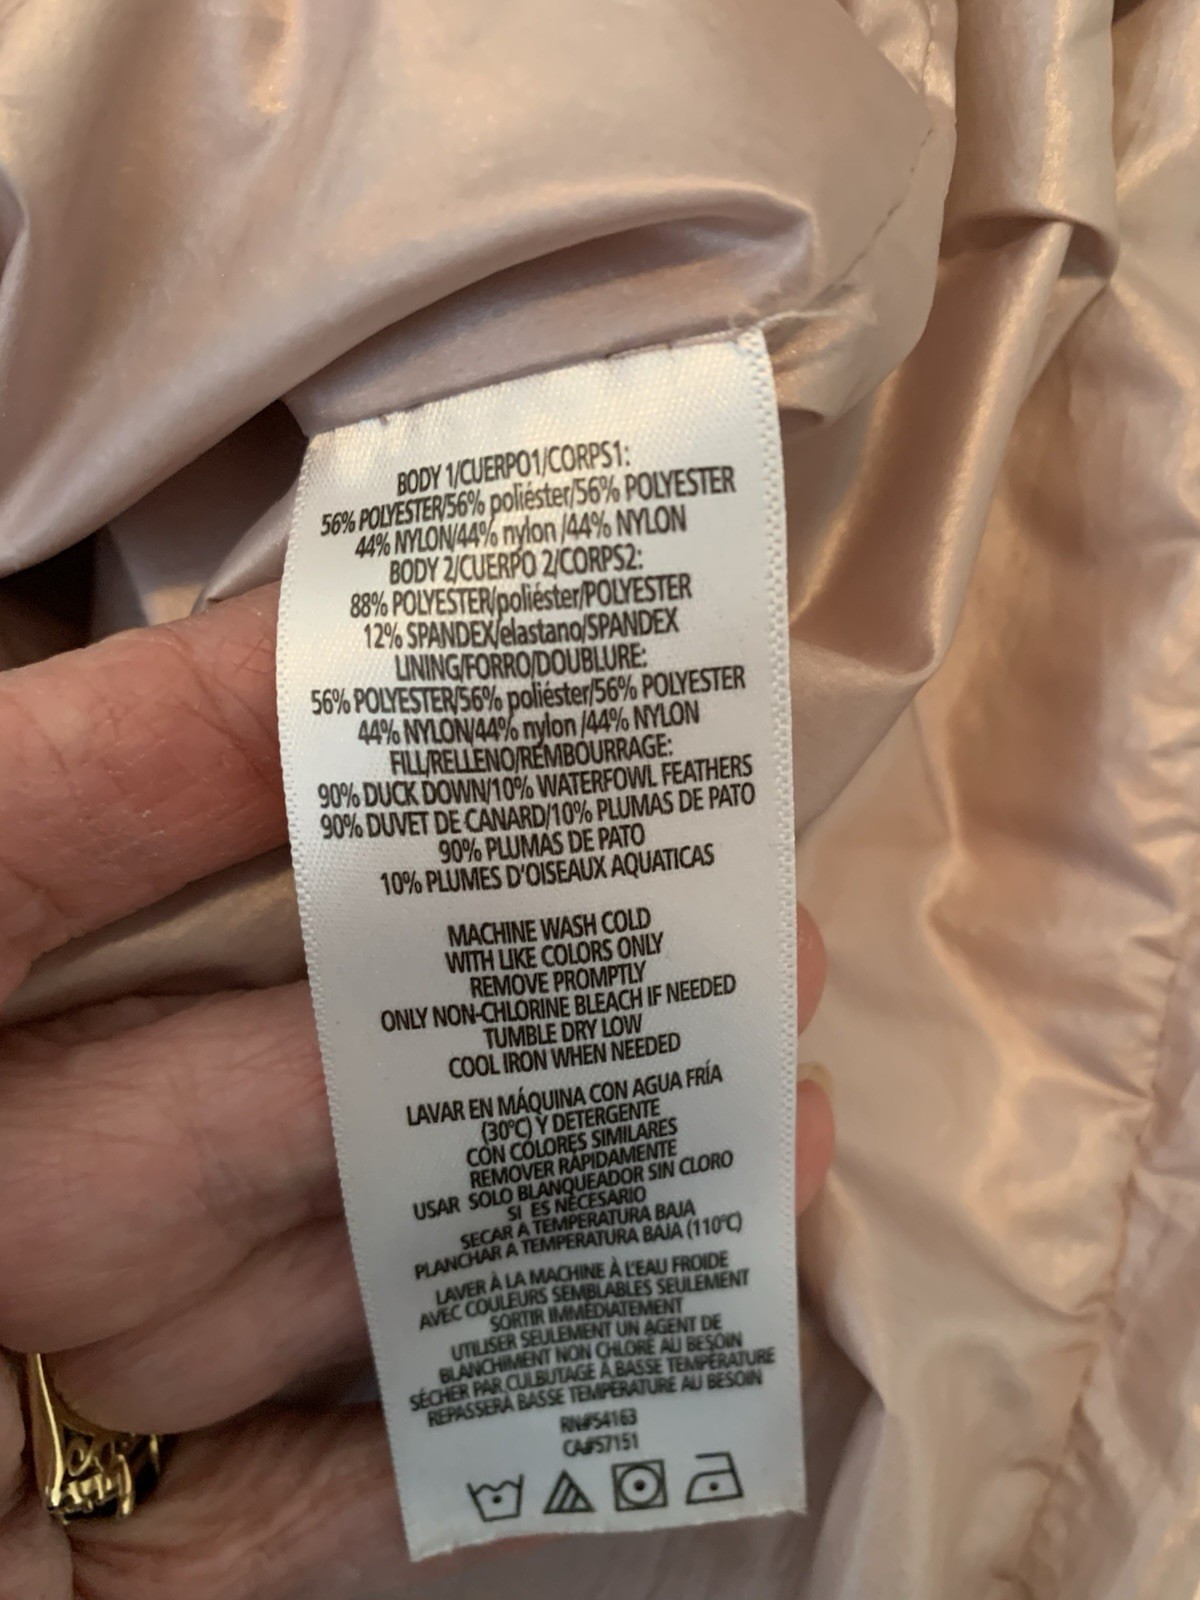 BODY 1/CUERPO1/CORPS1:
56% POLYESTER/56% poliéster/56% POLYESTER
44% NYLON/44% nylon /44% NYLON
BODY 2/CUERPO 2/CORPS2:
88% POLYESTER/poliéster/POLYESTER
12% SPANDEX/elastano/SPANDEX
LINING/FORRO/DOUBLURE:
56% POLYESTER/56% poliéster/56% POLYESTER
44% NYLON/44% nylon /44% NYLON
FILL/RELLENO/REMBOURRAGE:
90% DUCK DOWN/10% WATERFOWL FEATHERS
90% DUVET DE CANARD/10% PLUMAS DE PATO
90% PLUMAS DE PATO
10% PLUMES D'OISEAUX AQUATICAS
MACHINE WASH COLD
WITH LIKE COLORS ONLY
REMOVE PROMPTLY
ONLY NON-CHLORINE BLEACH IF NEEDED
TUMBLE DRY LOW
COOL IRON WHEN NEEDED
LAVAR EN MÁQUINA CON AGUA FRÍA
(30°C) Y DETERGENTE
CON COLORES SIMILARES
REMOVER RÁPIDAMENTE
USAR SOLO BLANQUEADOR SIN CLORO
SI ES NECESARIO
SECAR A TEMPERATURA BAJA
PLANCHAR A TEMPERATURA BAJA (110°C)
LAVER À LA MACHINE À L'EAU FROIDE
AVEC COULEURS SEMBLABLES SEULEMENT
SORTIR IMMÉDIATEMENT
UTILISER SEULEMENT UN AGENT DE
BLANCHIMENT NON CHLORÉ AU BESOIN
SÉCHER PAR CULBUTAGE À BASSE TEMPÉRATURE
REPASSERÀ BASSE TEMPÉRATURE AU BESOIN
RN#54163
CA#57151